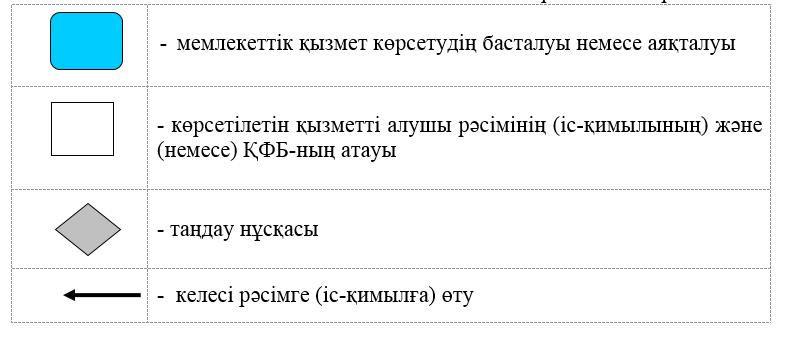 - мемлекеттік қызмет көрсетудің басталуы немесе аяқталуы
- көрсетілетін қызметті алушы рәсімінің (іс-қимылының) және
(немесе) ҚФБ-ның атауы
- таңдау нұсқасы
- келесі рәсімге (іс-қимылға) өту